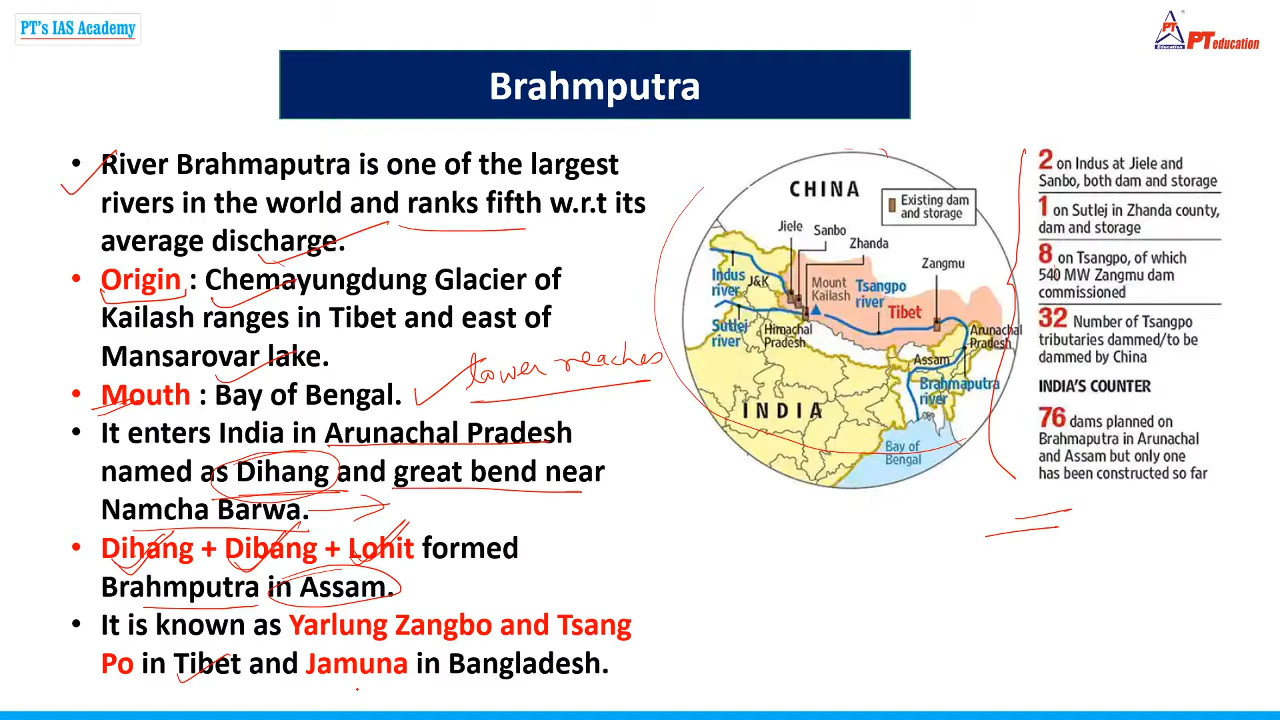 PT's IAS Academy
PT
Education
PT education
Brahmputra
• River Brahmaputra is one of the largest
rivers in the world and ranks fifth w.r.t its
average discharge.
• Origin : Chemayungdung Glacier of
Kailash ranges in Tibet and east of
Mansarovar lake.
• Mouth : Bay of Bengal.
lower reaches
• It enters India in Arunachal Pradesh
named as Dihang and great bend near
Namcha Barwa.
• Dihang + Dibang + Lohit formed
Brahmputra in Assam.
• It is known as Yarlung Zangbo and Tsang
Po in Tibet and Jamuna in Bangladesh.
CHINA
Existing dam
and storage
Jiele
Sanbo
Zhanda
Zangmu
Indus
river
J&K
Mount
Kailash
Tsangpo
river
Tibet
Sutlej
river
Himachal
Pradesh
Arunachal
Pradesh
Assam
Brahmaputra
river
INDIA
Bay of
Bengal
2 on Indus at Jiele and
Sanbo, both dam and storage
1 on Sutlej in Zhanda county,
dam and storage
8 on Tsangpo, of which
540 MW Zangmu dam
commissioned
32 Number of Tsangpo
tributaries dammed/to be
dammed by China
INDIA'S COUNTER
76 dams planned on
Brahmaputra in Arunachal
and Assam but only one
has been constructed so far